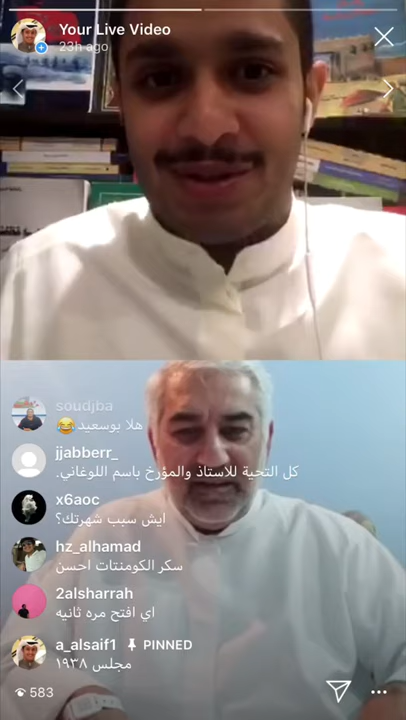 Your Live Video
23h ago
soudjba
هلا بوسعيد😂
jjabberr_
كل التحية للاستاذ والمؤرخ باسم اللوغاني.
x6aoc
ايش سبب شهرتك؟
hz_alhamad
سكر الكومنتات احسن
2alsharrah
اي افتح مره ثانيه
a_alsaif1 PINNED
مجلس ١٩٣٨
583